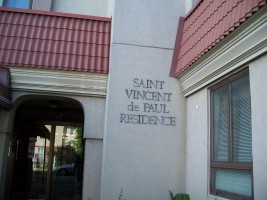 SAINT
VINCENT
de PAUL
RESIDENCE